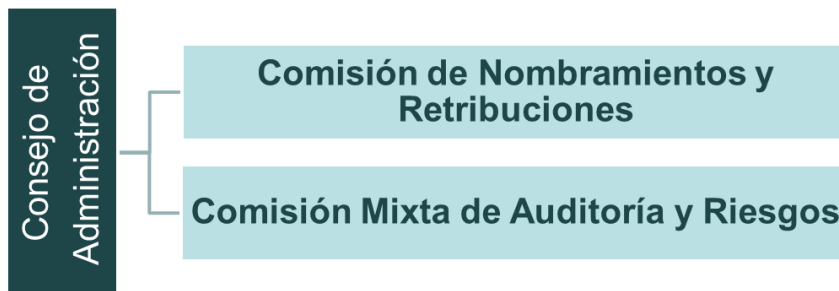 Consejo de
Administración
Comisión de Nombramientos y
Retribuciones
Comisión Mixta de Auditoría y Riesgos